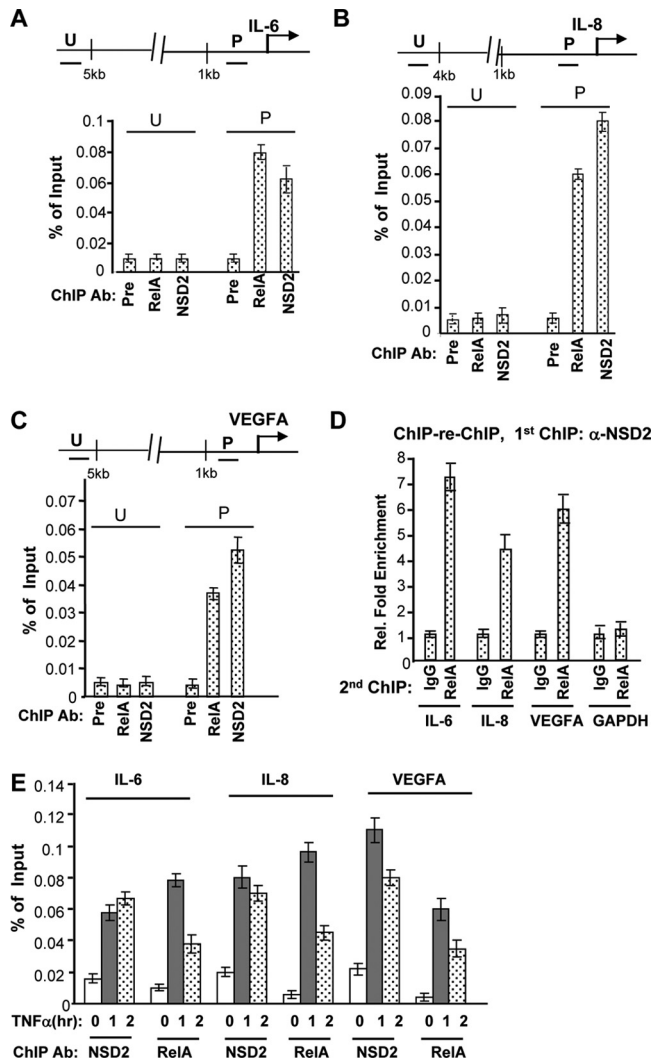 A
IL-6
U
P
5kb
1kb
U
P
% of Input
0.1
0.08
0.06
0.04
0.02
0
ChIP Ab:
Pre
RelA
NSD2
Pre
RelA
NSD2
B
IL-8
U
P
4kb
1kb
U
P
% of Input
0.09
0.08
0.07
0.06
0.05
0.04
0.03
0.02
0.01
0
ChIP Ab:
Pre
RelA
NSD2
Pre
RelA
NSD2
C
VEGFA
U
P
5kb
1kb
U
P
% of Input
0.07
0.06
0.05
0.04
0.03
0.02
0.01
0
ChIP Ab:
Pre
RelA
NSD2
Pre
RelA
NSD2
D
ChIP-re-ChIP, 1st ChIP: α-NSD2
Rel. Fold Enrichment
8
7
6
5
4
3
2
1
2nd ChIP:
IgG
RelA
IgG
RelA
IgG
RelA
IgG
RelA
IL-6 IL-8 VEGFA GAPDH
E
IL-6 IL-8 VEGFA
% of Input
0.14
0.12
0.1
0.08
0.06
0.04
0.02
0
TNFα(hr): 0 1 2 0 1 2 0 1 2 0 1 2 0 1 2 0 1 2
ChIP Ab: NSD2 RelA NSD2 RelA NSD2 RelA